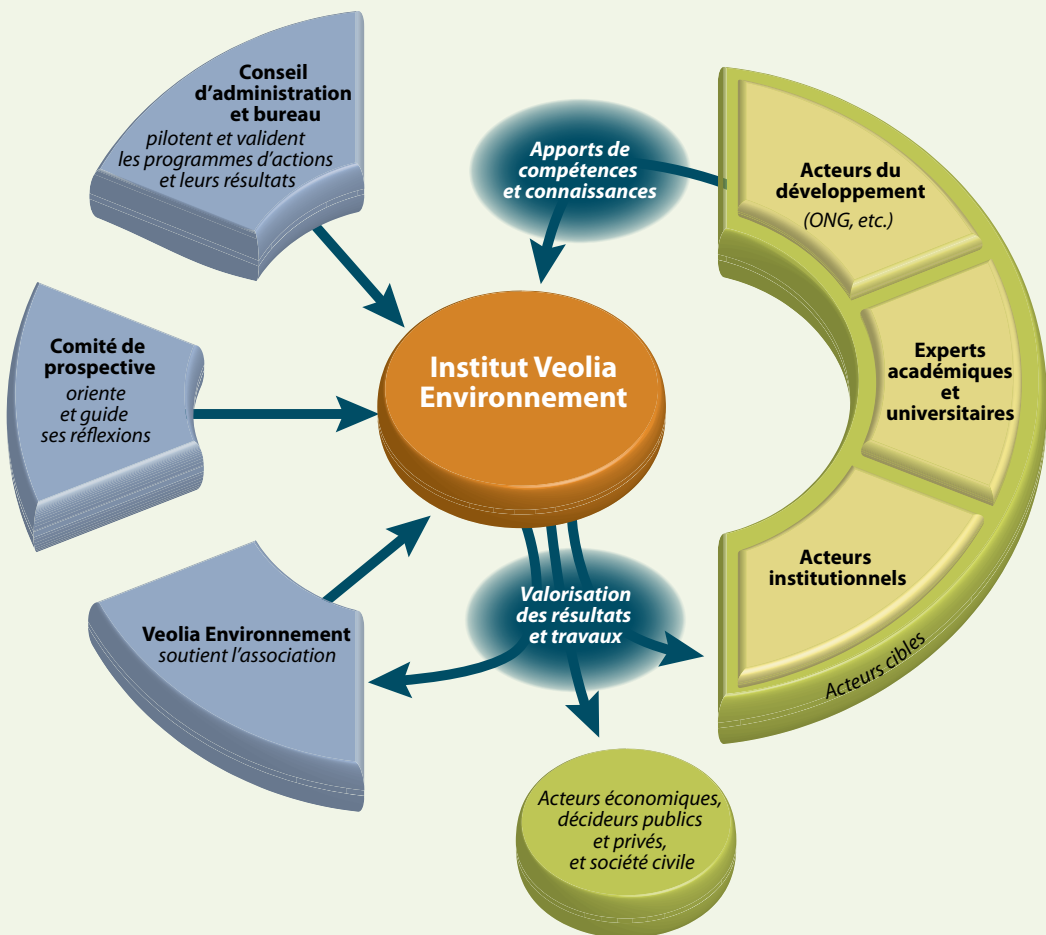 Conseil
d’administration
et bureau
pilotent et valident
les programmes d’actions
et leurs résultats
Comité de
prospective
oriente
et guide
ses réflexions
Veolia Environnement
soutient l’association
Apports de
compétences
et connaissances
Institut Veolia
Environnement
Valorisation
des résultats
et travaux
Acteurs économiques,
décideurs publics
et privés,
et société civile
Acteurs du
développement
(ONG, etc.)
Experts
académiques
et
universitaires
Acteurs
institutionnels
Acteurs cibles